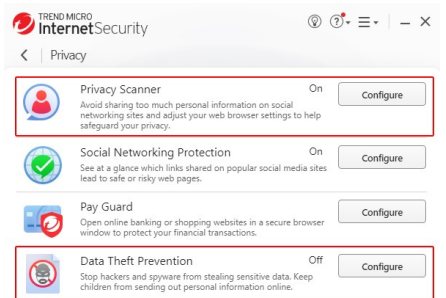 TREND MICRO
Internet Security
Privacy
Privacy Scanner
On
Configure
Avoid sharing too much personal information on social
networking sites and adjust your web browser settings to help
safeguard your privacy.
Social Networking Protection
On
Configure
See at a glance which links shared on popular social media sites
lead to safe or risky web pages.
Pay Guard
Configure
Open online banking or shopping websites in a secure browser
window to protect your financial transactions.
Data Theft Prevention
Off
Configure
Stop hackers and spyware from stealing sensitive data. Keep
children from sending out personal information online.